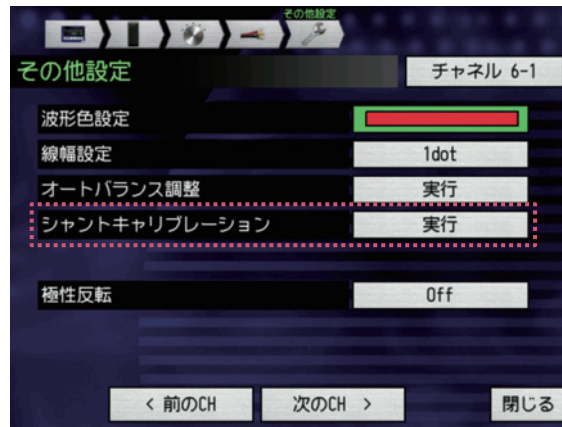 その他設定
その他設定
チャネル 6-1
波形色設定
線幅設定 1dot
オートバランス調整 実行
シャントキャリブレーション 実行
極性反転 Off
< 前のCH 次のCH > 閉じる